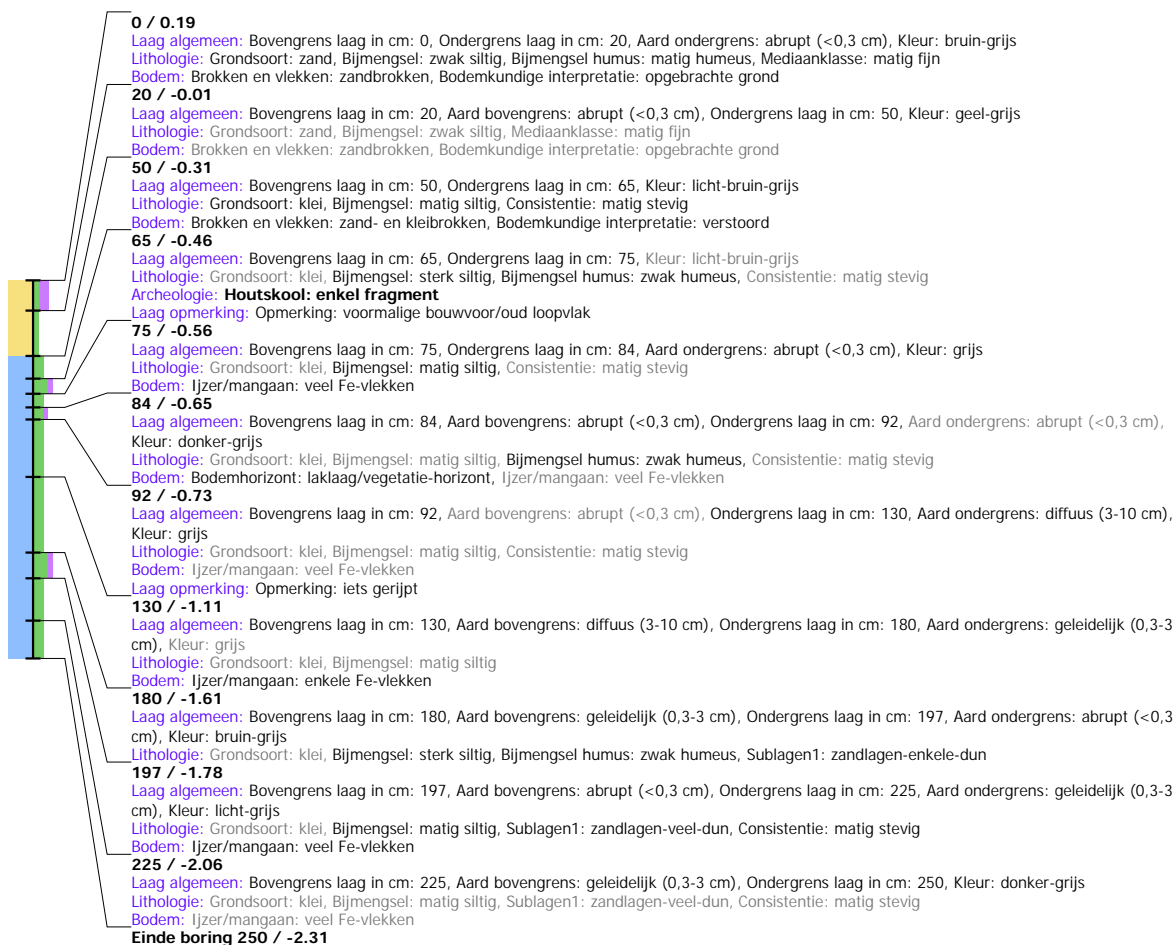 0 / 0.19
Laag algemeen: Bovengrens laag in cm: 0, Ondergrens laag in cm: 20, Aard ondergrens: abrupt (<0,3 cm), Kleur: bruin-grijs
Lithologie: Grondsoort: zand, Bijmengsel: zwak siltig, Bijmengsel humus: matig humeus, Mediaanklasse: matig fijn
Bodem: Brokken en vlekken: zandbrokken, Bodemkundige interpretatie: opgebrachte grond
20 / -0.01
Laag algemeen: Bovengrens laag in cm: 20, Aard bovengrens: abrupt (<0,3 cm), Ondergrens laag in cm: 50, Kleur: geel-grijs
Lithologie: Grondsoort: zand, Bijmengsel: zwak siltig, Mediaanklasse: matig fijn
Bodem: Brokken en vlekken: zandbrokken, Bodemkundige interpretatie: opgebrachte grond
50 / -0.31
Laag algemeen: Bovengrens laag in cm: 50, Ondergrens laag in cm: 65, Kleur: licht-bruin-grijs
Lithologie: Grondsoort: klei, Bijmengsel: matig siltig, Consistentie: matig stevig
Bodem: Brokken en vlekken: zand- en kleibrokken, Bodemkundige interpretatie: verstoord
65 / -0.46
Laag algemeen: Bovengrens laag in cm: 65, Ondergrens laag in cm: 75, Kleur: licht-bruin-grijs
Lithologie: Grondsoort: klei, Bijmengsel: sterk siltig, Bijmengsel humus: zwak humeus, Consistentie: matig stevig
Archeologie: Houtskool: enkel fragment
Laag opmerking: Opmerking: voormalige bouwvoor/oud loopvlak
75 / -0.56
Laag algemeen: Bovengrens laag in cm: 75, Ondergrens laag in cm: 84, Aard ondergrens: abrupt (<0,3 cm), Kleur: grijs
Lithologie: Grondsoort: klei, Bijmengsel: matig siltig, Consistentie: matig stevig
Bodem: Ijzer/mangaan: veel Fe-vlekken
84 / -0.65
Laag algemeen: Bovengrens laag in cm: 84, Aard bovengrens: abrupt (<0,3 cm), Ondergrens laag in cm: 92, Aard ondergrens: abrupt (<0,3 cm),
Kleur: donker-grijs
Lithologie: Grondsoort: klei, Bijmengsel: matig siltig, Bijmengsel humus: zwak humeus, Consistentie: matig stevig
Bodem: Bodemhorizont: laklaag/vegetatie-horizont, Ijzer/mangaan: veel Fe-vlekken
92 / -0.73
Laag algemeen: Bovengrens laag in cm: 92, Aard bovengrens: abrupt (<0,3 cm), Ondergrens laag in cm: 130, Aard ondergrens: diffuus (3-10 cm),
Kleur: grijs
Lithologie: Grondsoort: klei, Bijmengsel: matig siltig, Consistentie: matig stevig
Bodem: Ijzer/mangaan: veel Fe-vlekken
Laag opmerking: Opmerking: iets gerijpt
130 / -1.11
Laag algemeen: Bovengrens laag in cm: 130, Aard bovengrens: diffuus (3-10 cm), Ondergrens laag in cm: 180, Aard ondergrens: geleidelijk (0,3-3
cm), Kleur: grijs
Lithologie: Grondsoort: klei, Bijmengsel: matig siltig
Bodem: Ijzer/mangaan: enkele Fe-vlekken
180 / -1.61
Laag algemeen: Bovengrens laag in cm: 180, Aard bovengrens: geleidelijk (0,3-3 cm), Ondergrens laag in cm: 197, Aard ondergrens: abrupt (<0,3
cm), Kleur: bruin-grijs
Lithologie: Grondsoort: klei, Bijmengsel: sterk siltig, Bijmengsel humus: zwak humeus, Sublagen1: zandlagen-enkele-dun
197 / -1.78
Laag algemeen: Bovengrens laag in cm: 197, Aard bovengrens: abrupt (<0,3 cm), Ondergrens laag in cm: 225, Aard ondergrens: geleidelijk (0,3-3
cm), Kleur: licht-grijs
Lithologie: Grondsoort: klei, Bijmengsel: matig siltig, Sublagen1: zandlagen-veel-dun, Consistentie: matig stevig
Bodem: Ijzer/mangaan: veel Fe-vlekken
225 / -2.06
Laag algemeen: Bovengrens laag in cm: 225, Aard bovengrens: geleidelijk (0,3-3 cm), Ondergrens laag in cm: 250, Kleur: donker-grijs
Lithologie: Grondsoort: klei, Bijmengsel: matig siltig, Sublagen1: zandlagen-veel-dun, Consistentie: matig stevig
Bodem: Ijzer/mangaan: veel Fe-vlekken
Einde boring 250 / -2.31